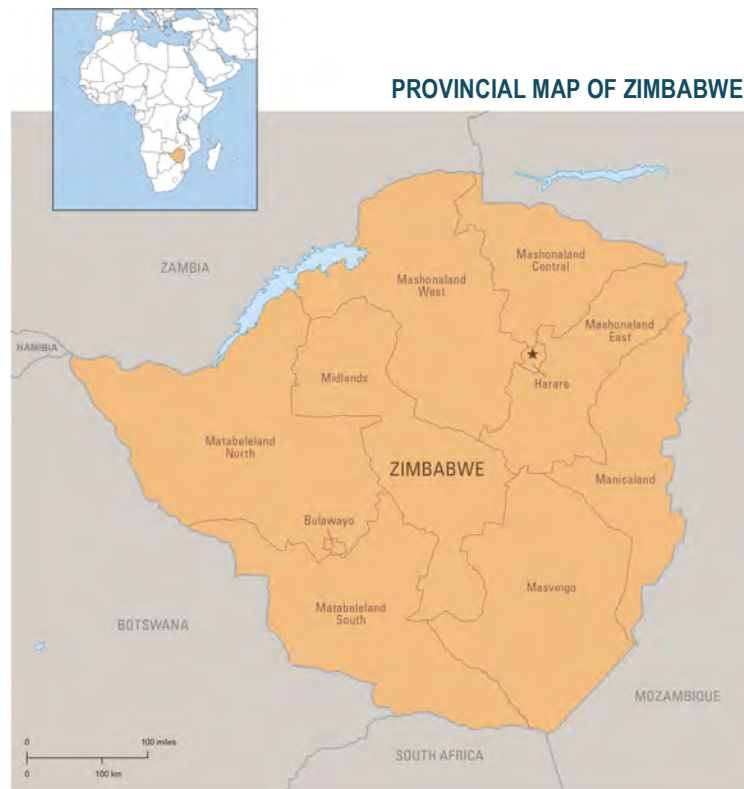 PROVINCIAL MAP OF ZIMBABWE
ZAMBIA
Mashonaland
Central
Mashonaland
West
Mashonaland
East
NAMIBIA
Midlands
Harare
Matabeleland
North
ZIMBABWE
Manicaland
Bulawayo
Masvingo
Matabeleland
South
BOTSWANA
MOZAMBIQUE
0 100 miles
0 100 km
SOUTH AFRICA